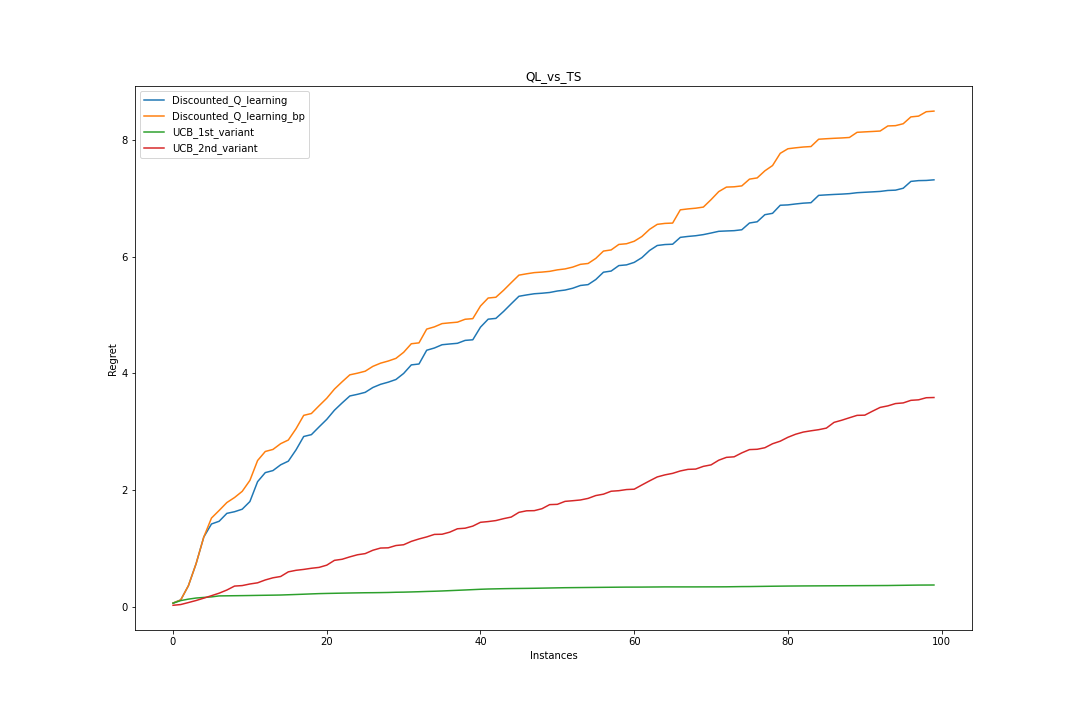 QL_vs_TS
Discounted_Q_learning
Discounted_Q_learning_bp
UCB_1st_variant
UCB_2nd_variant
8
6
4
2
0
Regret
0 20 40 60 80 100
Instances